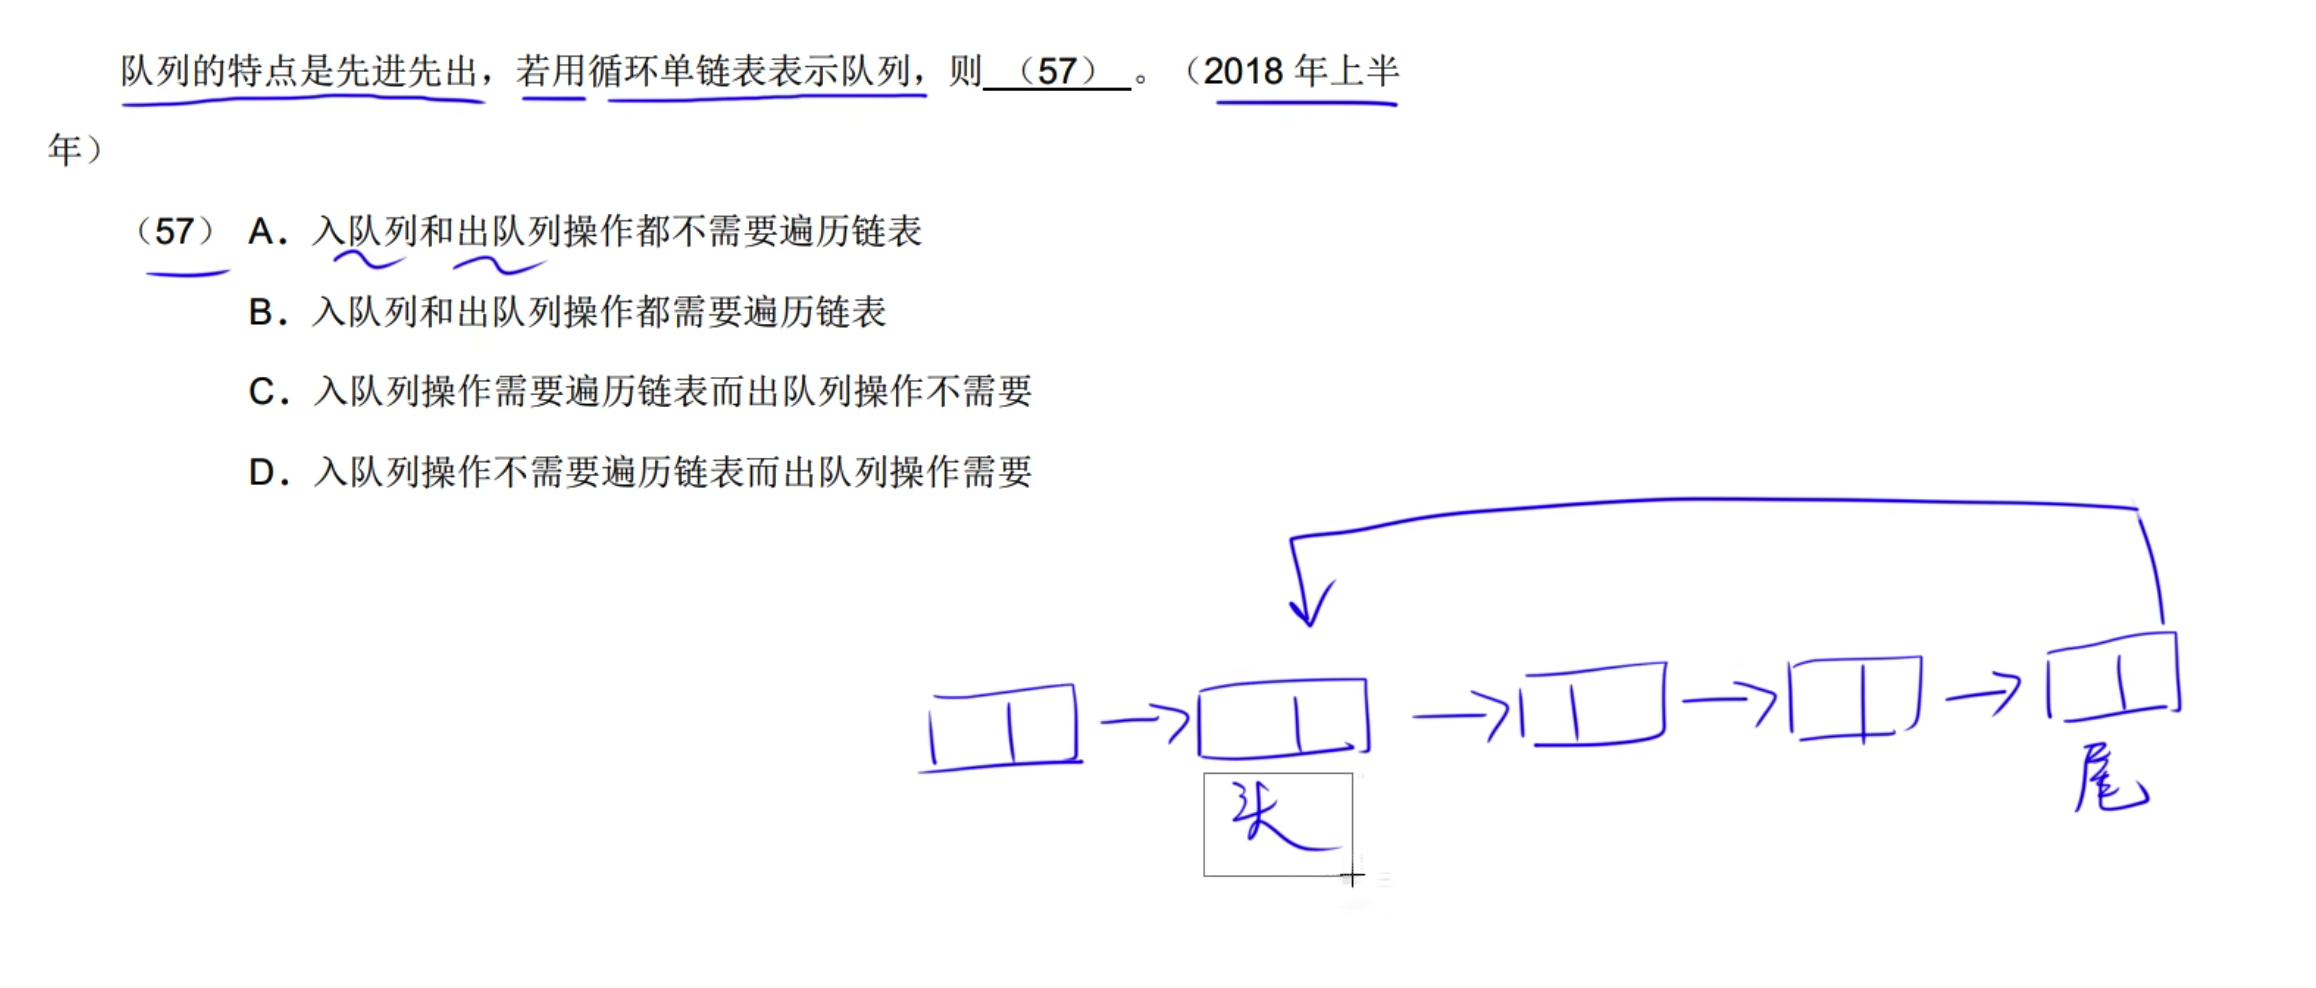 队列的特点是先进先出，若用循环单链表表示队列，则（57）。（2018 年上半
年）
（57） A．入队列和出队列操作都不需要遍历链表
B．入队列和出队列操作都需要遍历链表
C．入队列操作需要遍历链表而出队列操作不需要
D．入队列操作不需要遍历链表而出队列操作需要
头
尾